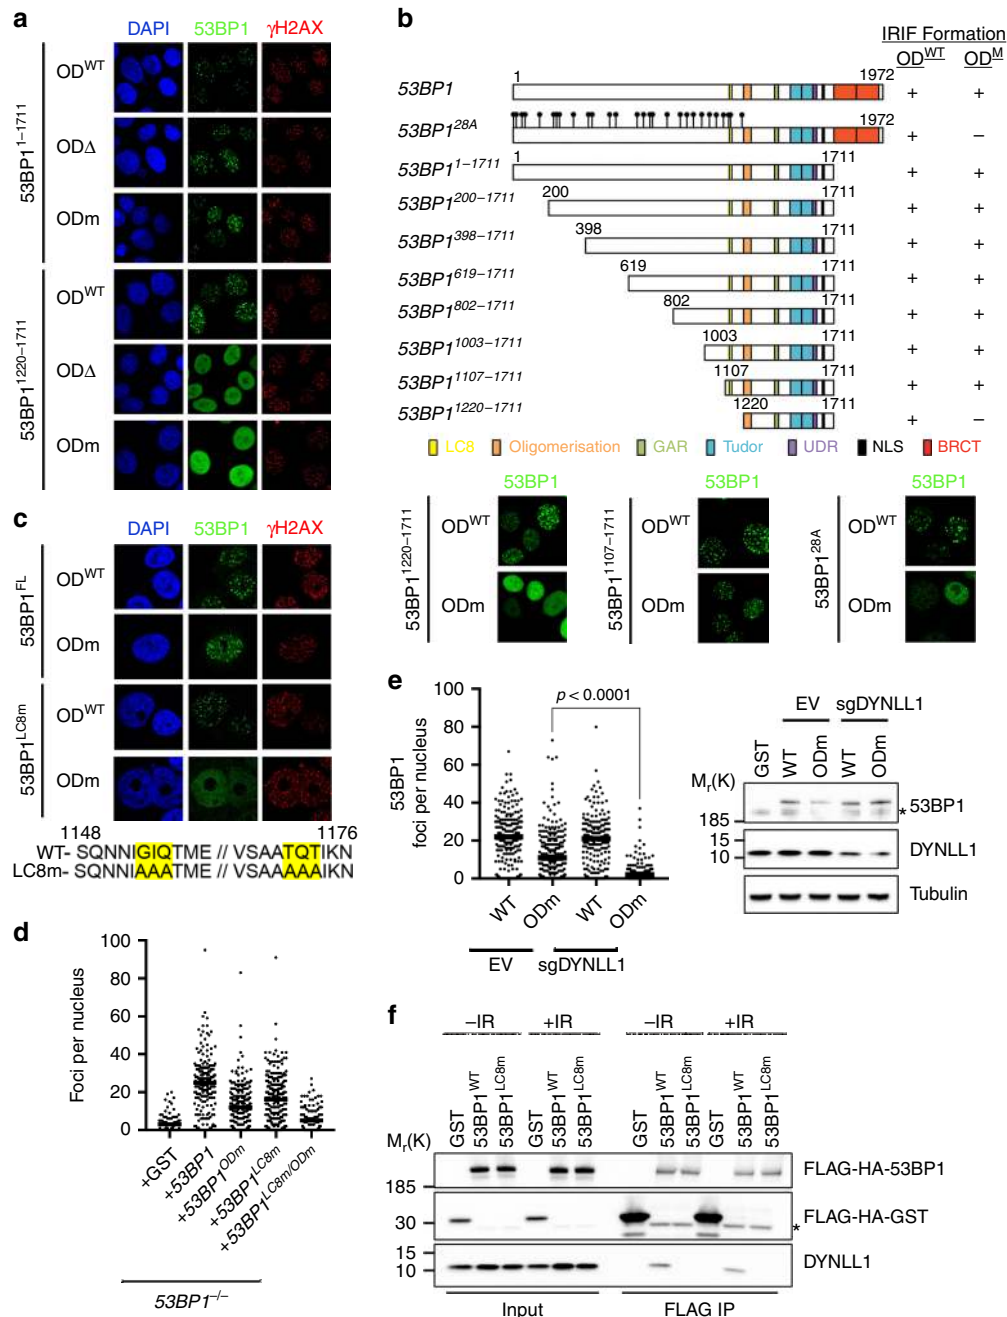 a
DAPI 53BP1 γH2AX
53BP1^1–1711
OD^WT
ODΔ
ODm
53BP1^1220–1711
OD^WT
ODΔ
ODm
b
IRIF Formation
OD^WT OD^M
53BP1 1 1972 + +
53BP1^28A 1972 + –
53BP1^1–1711 1 1711 + +
53BP1^200–1711 200 1711 + +
53BP1^398–1711 398 1711 + +
53BP1^619–1711 619 1711 + +
53BP1^802–1711 802 1711 + +
53BP1^1003–1711 1003 1711 + +
53BP1^1107–1711 1107 1711 + +
53BP1^1220–1711 1220 1711 + –
LC8 Oligomerisation GAR Tudor UDR NLS BRCT
53BP1 53BP1 53BP1
53BP1^1220–1711
OD^WT
ODm
53BP1^1107–1711
OD^WT
ODm
53BP1^28A
OD^WT
ODm
c
DAPI 53BP1 γH2AX
53BP1^FL
OD^WT
ODm
53BP1^LC8m
OD^WT
ODm
1148 1176
WT- SQNNIGIQTME // VSAATQTIKN
LC8m- SQNNIAAATME // VSAAAAAIKN
d
Foci per nucleus
100
80
60
40
20
0
+GST
+53BP1
+53BP1^ODm
+53BP1^LC8m
+53BP1^LC8m/ODm
53BP1^–/–
e
53BP1
foci per nucleus
100
80
60
40
20
0
p < 0.0001
WT ODm WT ODm
EV sgDYNLL1
EV sgDYNLL1
GST WT ODm WT ODm
Mr(K)
185
53BP1
*
15
10
DYNLL1
Tubulin
f
–IR +IR –IR +IR
GST 53BP1^WT 53BP1^LC8m GST 53BP1^WT 53BP1^LC8m GST 53BP1^WT 53BP1^LC8m GST 53BP1^WT 53BP1^LC8m
Mr(K)
185
FLAG-HA-53BP1
30
FLAG-HA-GST
*
15
10
DYNLL1
Input FLAG IP